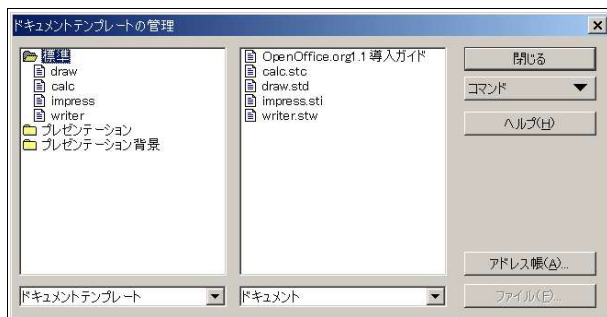 ドキュメントテンプレートの管理
標準
draw
calc
impress
writer
プレゼンテーション
プレゼンテーション背景
OpenOffice.org1.1 導入ガイド
calc.stc
draw.std
impress.sti
writer.stw
閉じる
コマンド
ヘルプ(H)
アドレス帳(A)...
ドキュメントテンプレート
ドキュメント
ファイル(F)...